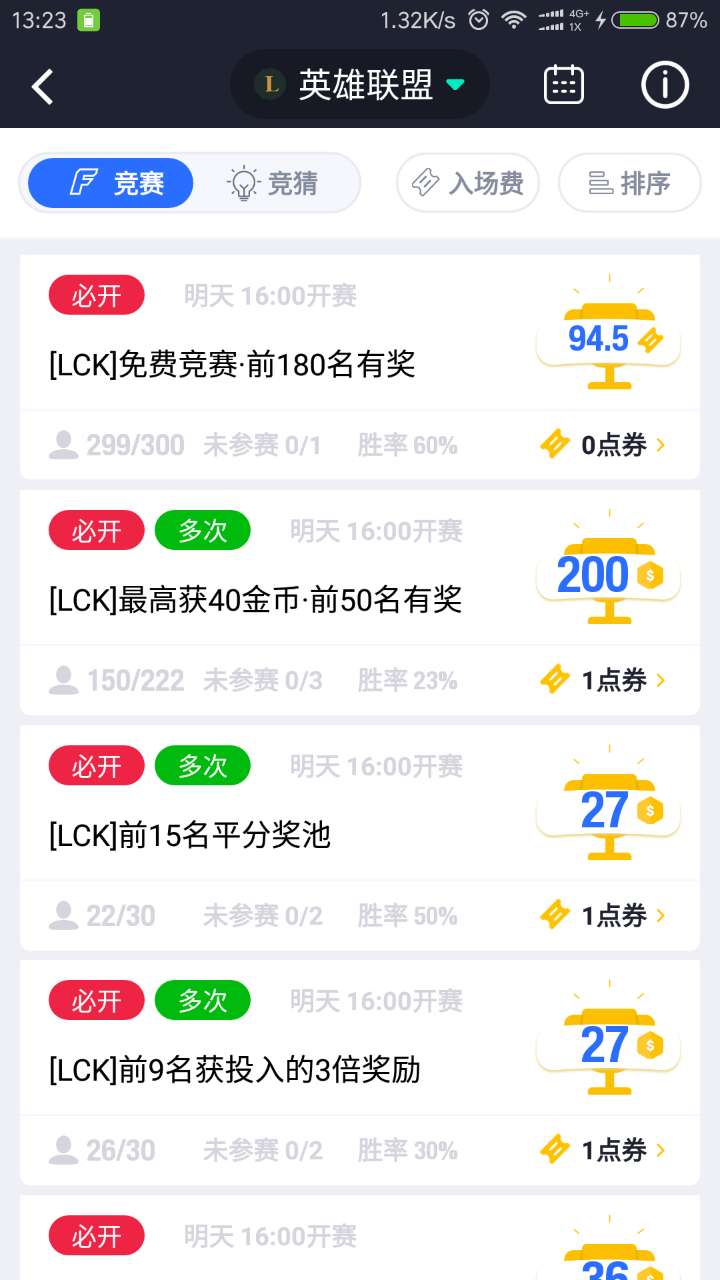 13:23 1.32K/s 4G+ 1X 87%
L 英雄联盟
竞赛 竞猜 入场费 排序
必开 明天 16:00开赛
94.5
[LCK]免费竞赛·前180名有奖
299/300 未参赛 0/1 胜率 60% 0点券
必开 多次 明天 16:00开赛
200 $
[LCK]最高获40金币·前50名有奖
150/222 未参赛 0/3 胜率 23% 1点券
必开 多次 明天 16:00开赛
27 $
[LCK]前15名平分奖池
22/30 未参赛 0/2 胜率 50% 1点券
必开 多次 明天 16:00开赛
27 $
[LCK]前9名获投入的3倍奖励
26/30 未参赛 0/2 胜率 30% 1点券
必开 明天 16:00开赛
36